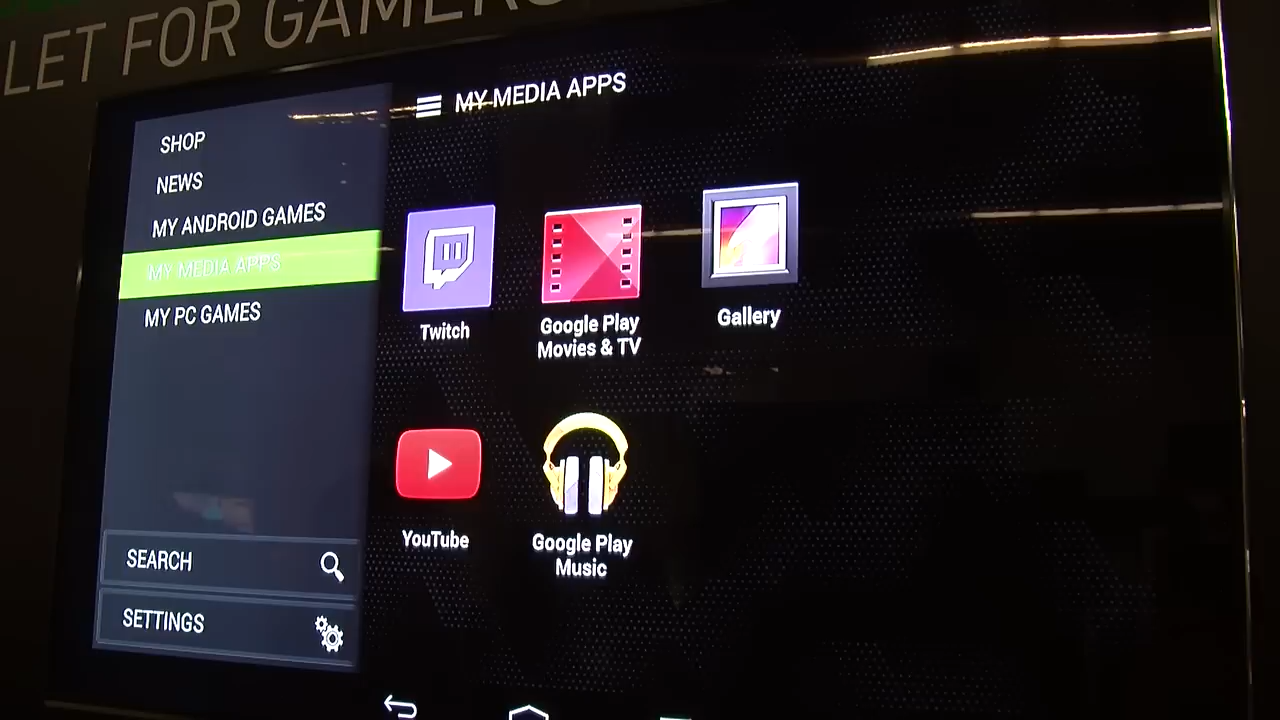 LET FOR GAMERS
MY MEDIA APPS
SHOP
NEWS
MY ANDROID GAMES
MY MEDIA APPS
MY PC GAMES
SEARCH
SETTINGS
Twitch
Google Play
Movies & TV
Gallery
YouTube
Google Play
Music